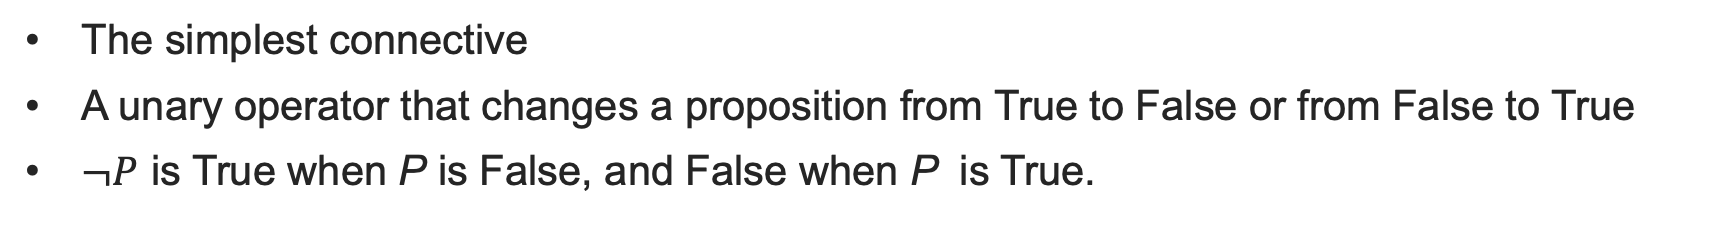 • The simplest connective
• A unary operator that changes a proposition from True to False or from False to True
• ¬P is True when P is False, and False when P is True.